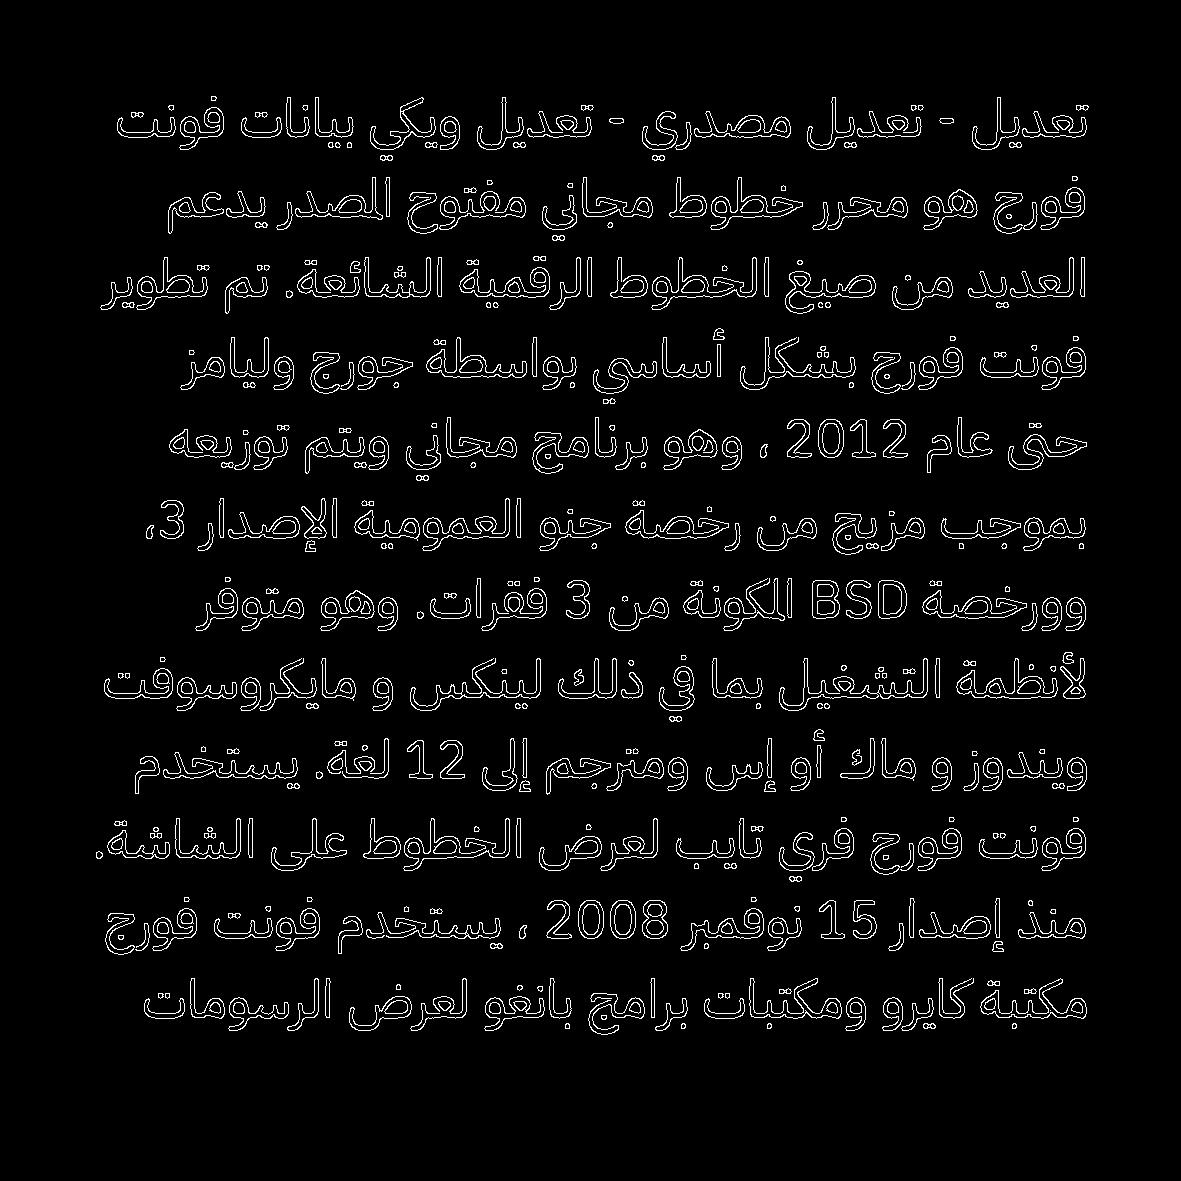 تعديل - تعديل مصدري - تعديل ويكي بيانات فونت
فورج هو محرر خطوط مجاني مفتوح المصدر يدعم
العديد من صيغ الخطوط الرقمية الشائعة. تم تطوير
فونت فورج بشكل أساسي بواسطة جورج وليامز
حتى عام 2012 ، وهو برنامج مجاني ويتم توزيعه
بموجب مزيج من رخصة جنو العمومية الإصدار 3،
وورخصة BSD المكونة من 3 فقرات. وهو متوفر
لأنظمة التشغيل بما في ذلك لينكس و مايكروسوفت
ويندوز و ماك أو إس ومترجم إلى 12 لغة. يستخدم
فونت فورج فري تايب لعرض الخطوط على الشاشة.
منذ إصدار 15 نوفمبر 2008 ، يستخدم فونت فورج
مكتبة كايرو ومكتبات برامج بانغو لعرض الرسومات